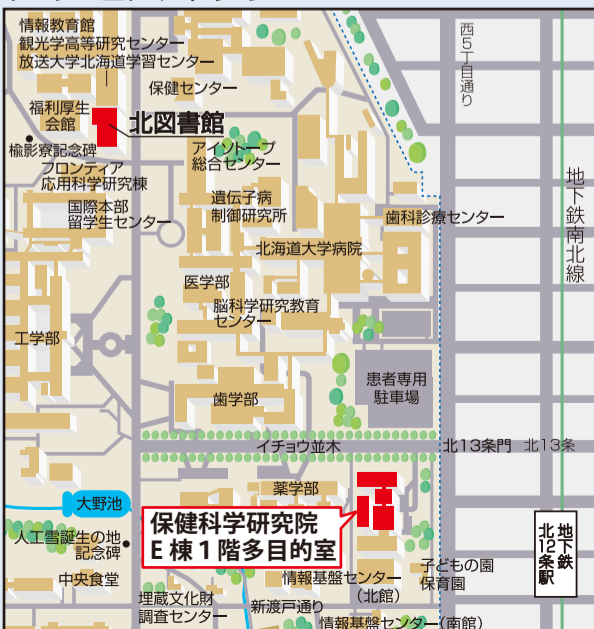 情報教育館
観光学高等研究センター
放送大学北海道学習センター
保健センター
西5丁目通り
福利厚生
会館
北図書館
楡影寮記念碑
フロンティア
応用科学研究棟
アイソトープ
総合センター
国際本部
留学生センター
遺伝子病
制御研究所
歯科診療センター
地下鉄南北線
北海道大学病院
医学部
脳科学研究教育
センター
工学部
患者専用
駐車場
歯学部
イチョウ並木
北13条門
北13条
薬学部
大野池
保健科学研究院
E棟1階多目的室
人工雪誕生の地
記念碑
地下鉄
北12条駅
中央食堂
情報基盤センター
(北館)
子どもの園
保育園
埋蔵文化財
調査センター
新渡戸通り
情報基盤センター(南館)